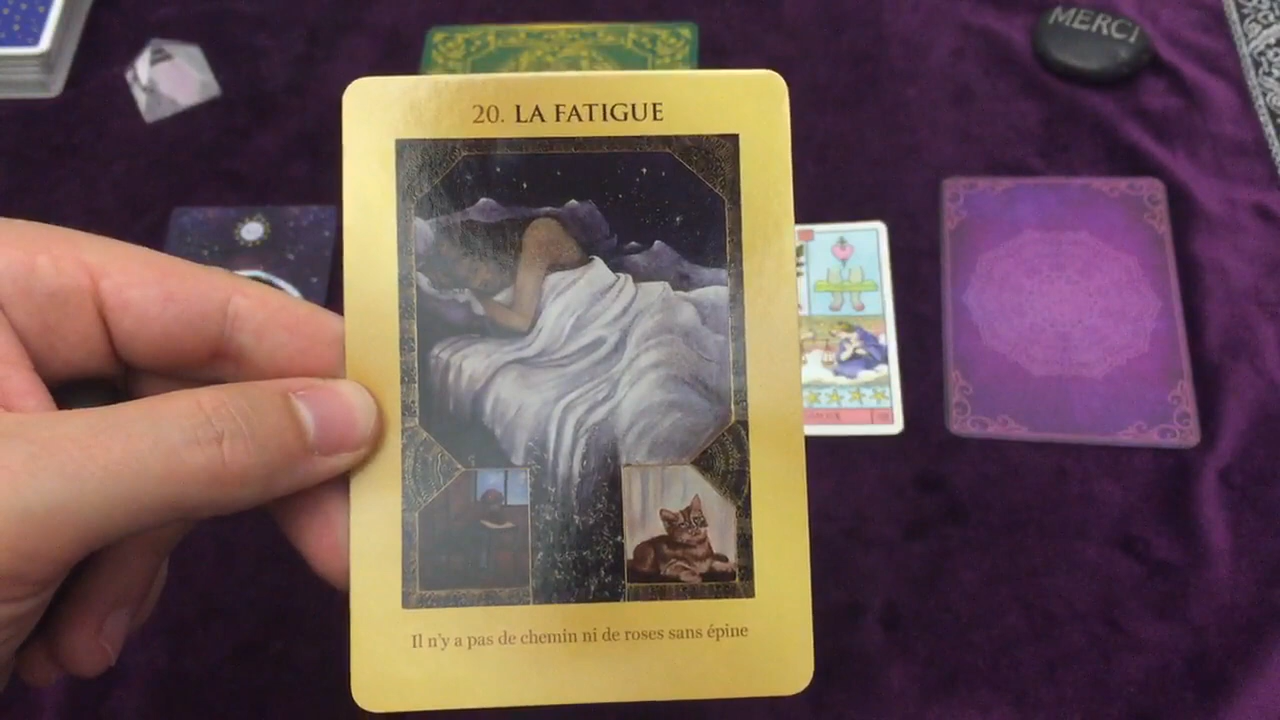 MERCI
20. LA FATIGUE
Il n'y a pas de chemin ni de roses sans épine